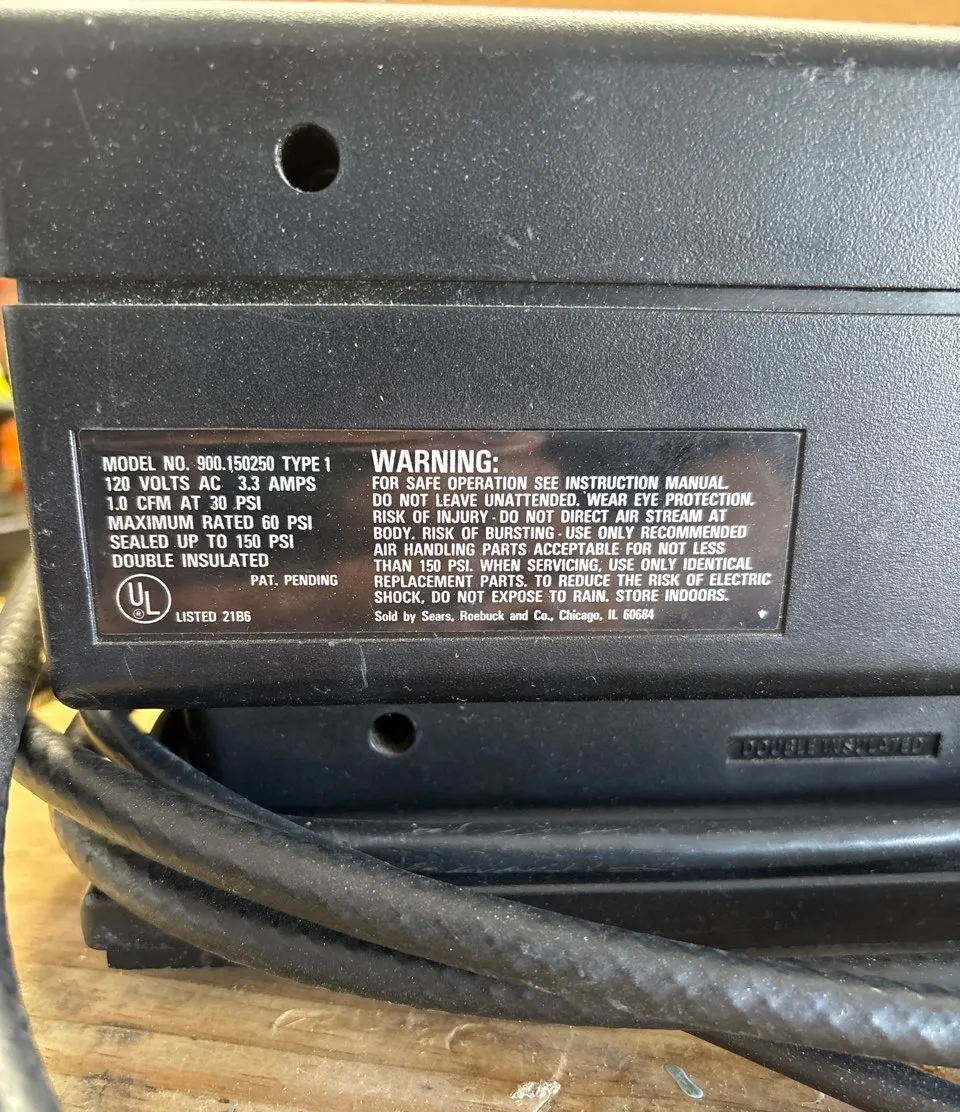 MODEL NO. 900.150250 TYPE 1
120 VOLTS AC 3.3 AMPS
1.0 CFM AT 30 PSI
MAXIMUM RATED 60 PSI
SEALED UP TO 150 PSI
DOUBLE INSULATED
PAT. PENDING
UL
®
LISTED 21B6
WARNING:
FOR SAFE OPERATION SEE INSTRUCTION MANUAL.
DO NOT LEAVE UNATTENDED. WEAR EYE PROTECTION.
RISK OF INJURY - DO NOT DIRECT AIR STREAM AT
BODY. RISK OF BURSTING - USE ONLY RECOMMENDED
AIR HANDLING PARTS ACCEPTABLE FOR NOT LESS
THAN 150 PSI. WHEN SERVICING, USE ONLY IDENTICAL
REPLACEMENT PARTS. TO REDUCE THE RISK OF ELECTRIC
SHOCK, DO NOT EXPOSE TO RAIN. STORE INDOORS.
Sold by Sears, Roebuck and Co., Chicago, IL 60684
DOUBLE INSULATED